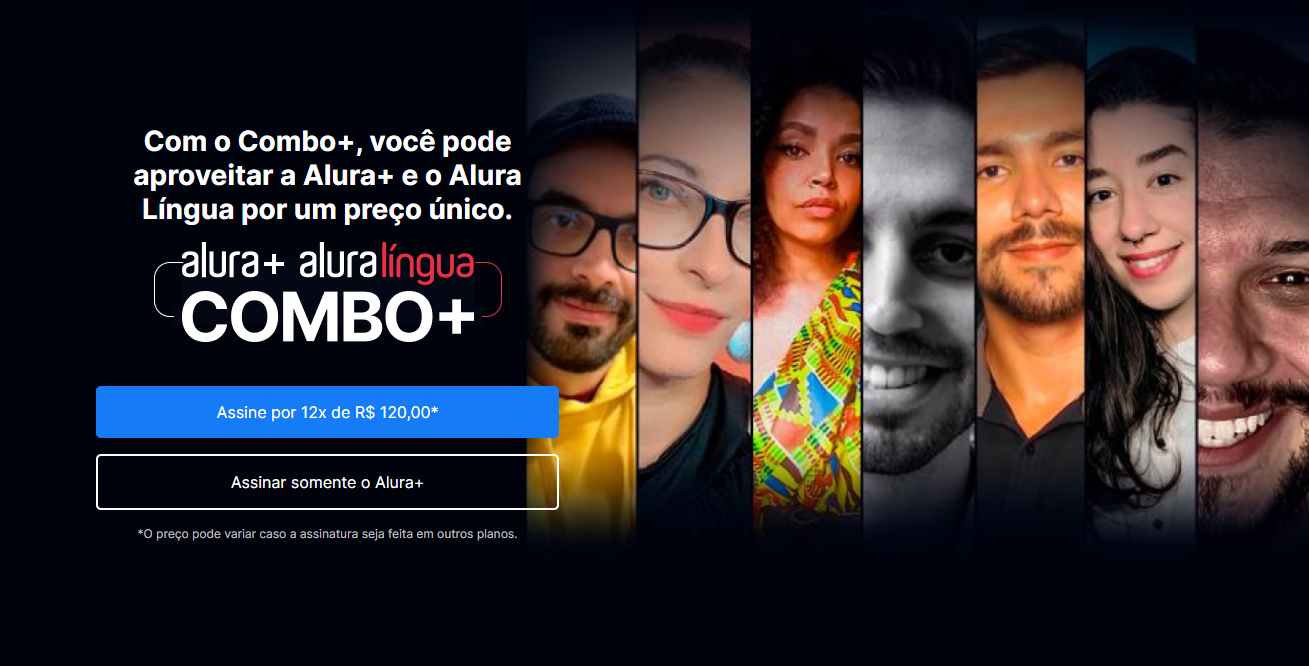 Com o Combo+, você pode
aproveitar a Alura+ e o Alura
Língua por um preço único.
alura+ aluralíngua
COMBO+
Assine por 12x de R$ 120,00*
Assinar somente o Alura+
*O preço pode variar caso a assinatura seja feita em outros planos.